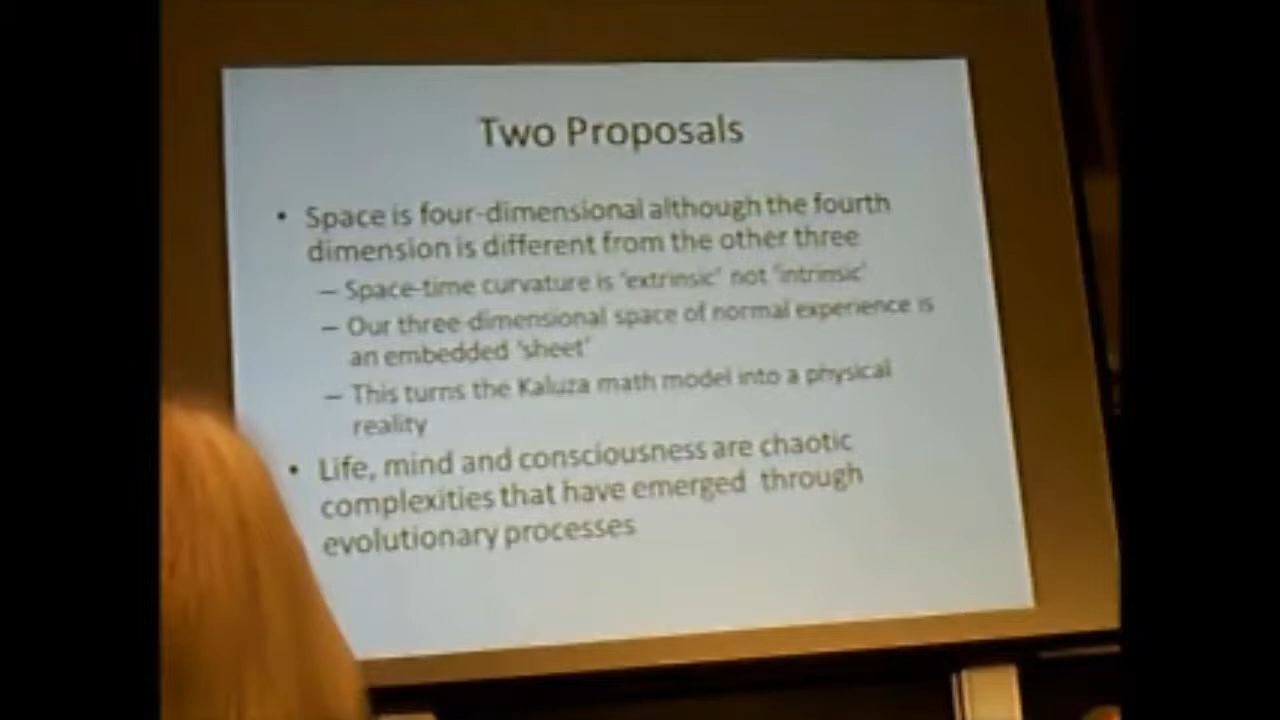 Two Proposals
• Space is four-dimensional although the fourth
dimension is different from the other three
– Space-time curvature is 'extrinsic' not 'intrinsic'
– Our three-dimensional space of normal experience is
an embedded 'sheet'
– This turns the Kaluza math model into a physical
reality
• Life, mind and consciousness are chaotic
complexities that have emerged through
evolutionary processes